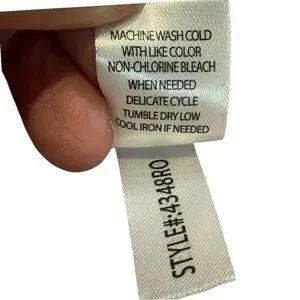 MACHINE WASH COLD
WITH LIKE COLOR
NON-CHLORINE BLEACH
WHEN NEEDED
DELICATE CYCLE
TUMBLE DRY LOW
COOL IRON IF NEEDED
STYLE#:4348RO